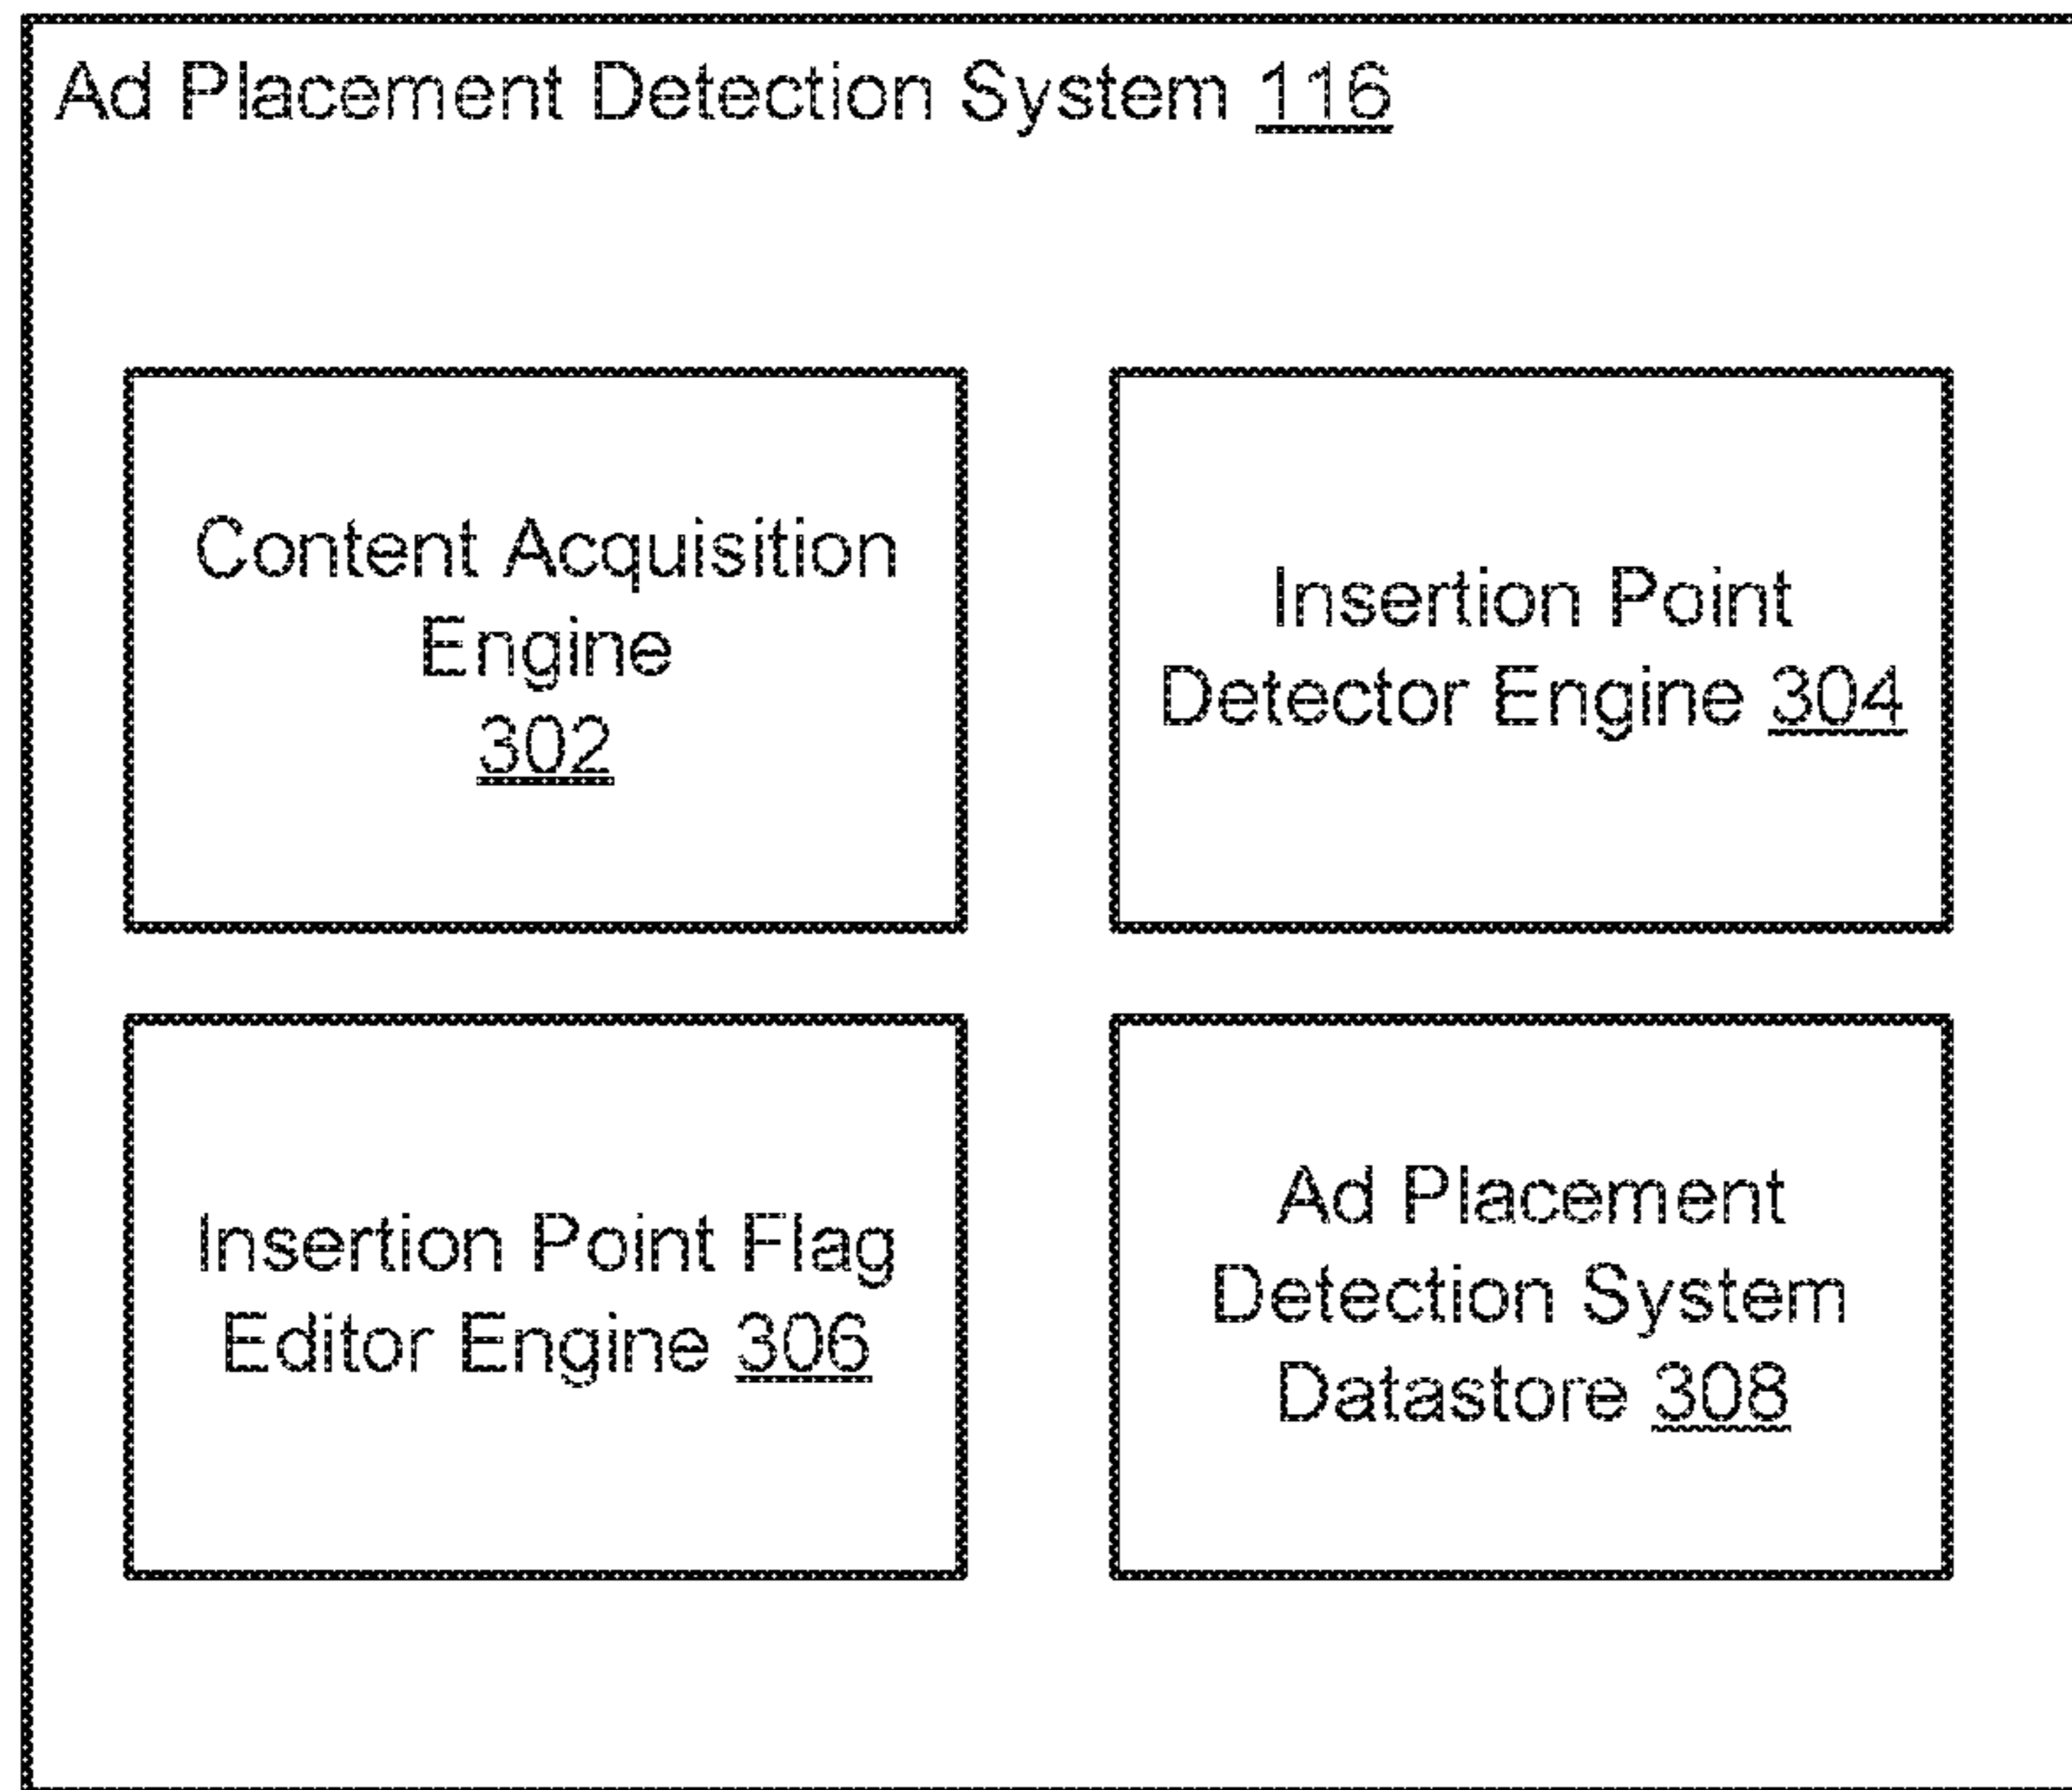 Ad Placement Detection System 116
Content Acquisition
Engine
302
Insertion Point
Detector Engine 304
Insertion Point Flag
Editor Engine 306
Ad Placement
Detection System
Datastore 308